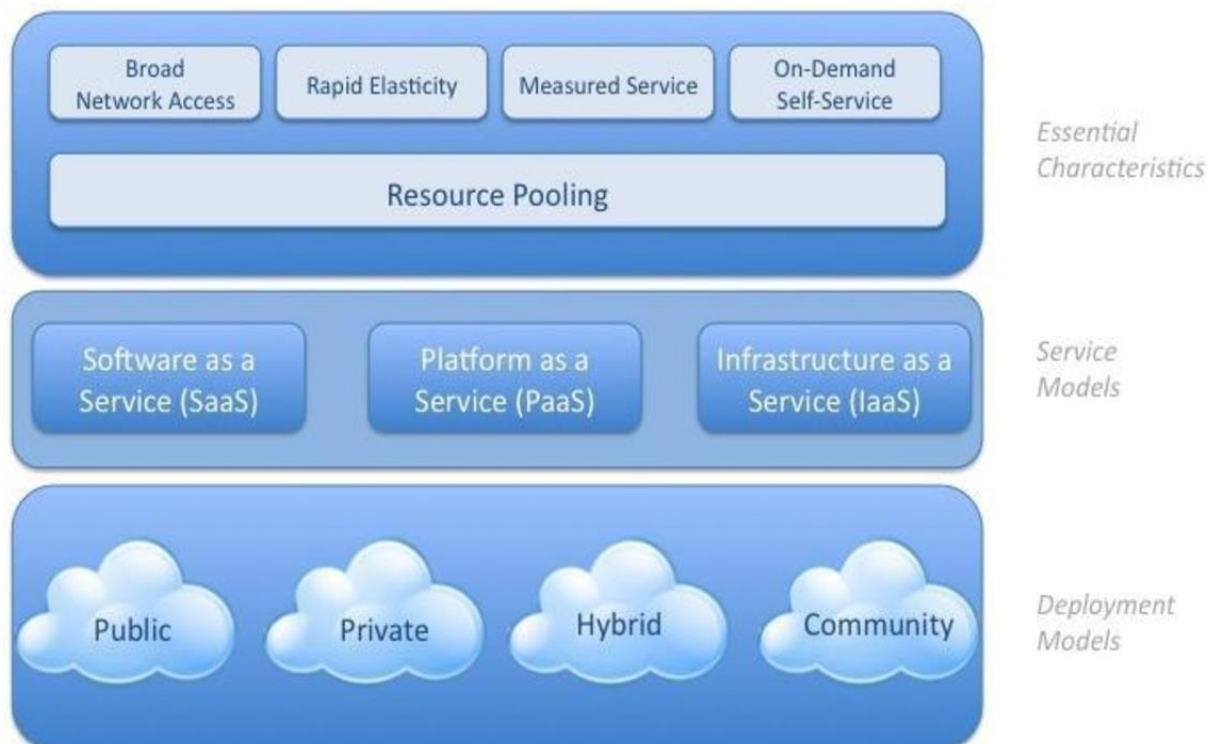 Broad
Network Access
Rapid Elasticity
Measured Service
On-Demand
Self-Service
Resource Pooling
Essential
Characteristics
Software as a
Service (SaaS)
Platform as a
Service (PaaS)
Infrastructure as a
Service (IaaS)
Service
Models
Public
Private
Hybrid
Community
Deployment
Models